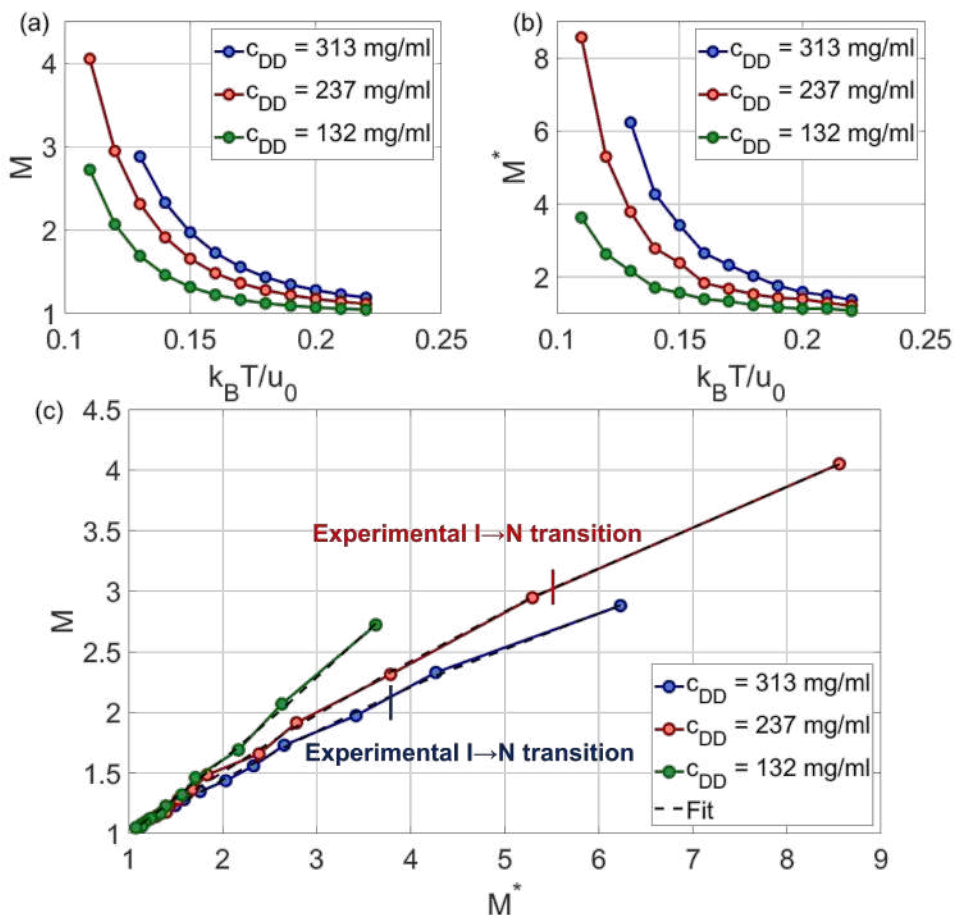 (a)
4
3
2
1
M
c_DD = 313 mg/ml
c_DD = 237 mg/ml
c_DD = 132 mg/ml
0.1 0.15 0.2 0.25
k_BT/u_0
(b)
8
6
4
2
M*
c_DD = 313 mg/ml
c_DD = 237 mg/ml
c_DD = 132 mg/ml
0.1 0.15 0.2 0.25
k_BT/u_0
(c)
4.5
4
3.5
3
2.5
2
1.5
1
M
Experimental I→N transition
Experimental I→N transition
c_DD = 313 mg/ml
c_DD = 237 mg/ml
c_DD = 132 mg/ml
Fit
1 2 3 4 5 6 7 8 9
M*